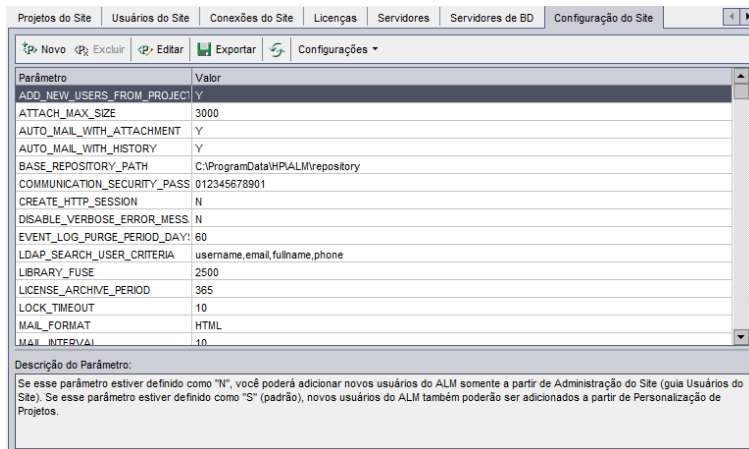 Projetos do Site Usuários do Site Conexões do Site Licenças Servidores Servidores de BD Configuração do Site
Novo Excluir Editar Exportar Configurações
Parâmetro Valor
ADD_NEW_USERS_FROM_PROJECT Y
ATTACH_MAX_SIZE 3000
AUTO_MAIL_WITH_ATTACHMENT Y
AUTO_MAIL_WITH_HISTORY Y
BASE_REPOSITORY_PATH C:\ProgramData\HP\ALM\repository
COMMUNICATION_SECURITY_PASS 012345678901
CREATE_HTTP_SESSION N
DISABLE_VERBOSE_ERROR_MESS. N
EVENT_LOG_PURGE_PERIOD_DAYS 60
LDAP_SEARCH_USER_CRITERIA username,email,fullname,phone
LIBRARY_FUSE 2500
LICENSE_ARCHIVE_PERIOD 365
LOCK_TIMEOUT 10
MAIL_FORMAT HTML
MAIL_INTERVAL 10
Descrição do Parâmetro:
Se esse parâmetro estiver definido como "N", você poderá adicionar novos usuários do ALM somente a partir de Administração do Site (guia Usuários do
Site). Se esse parâmetro estiver definido como "S" (padrão), novos usuários do ALM também poderão ser adicionados a partir de Personalização de
Projetos.